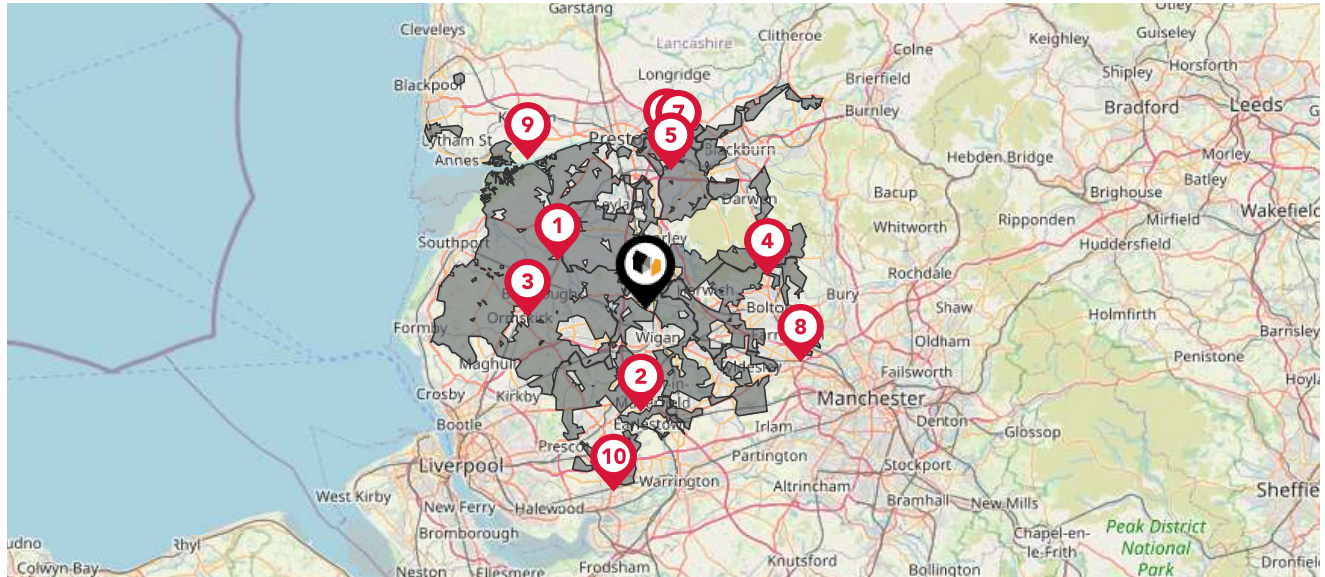 Garstang
Otley
Cleveleys
Clitheroe
Colne
Keighley
Guiseley
Lancashire
Longridge
Brierfield
Shipley
Horsforth
Blackpool
Burnley
Bradford
Leeds
7
9
5
Preston
Lytham St
Annes
Blackburn
Hebden Bridge
Morley
Batley
Bacup
Brighouse
Wakefield
Darwen
Ripponden
Mirfield
1
Whitworth
Southport
4
Huddersfield
Rochdale
3
Bury
Shaw
Ormskirk
Holmfirth
Formby
8
Barnsley
Wigan
Oldham
Penistone
Maghull
2
Failsworth
Crosby
Kirkby
Manchester
Bootle
Earlestown
Irlam
Denton
Glossop
10
Partington
Liverpool
Stockport
West Kirby
Warrington
Altrincham
Bramhall
New Mills
New Ferry
Halewood
Bromborough
Peak District
National
Park
Chapel-en-
le-Frith
Rhyl
Knutsford
Colwyn Bay
Neston
Ellesmere
Frodsham
Bollington